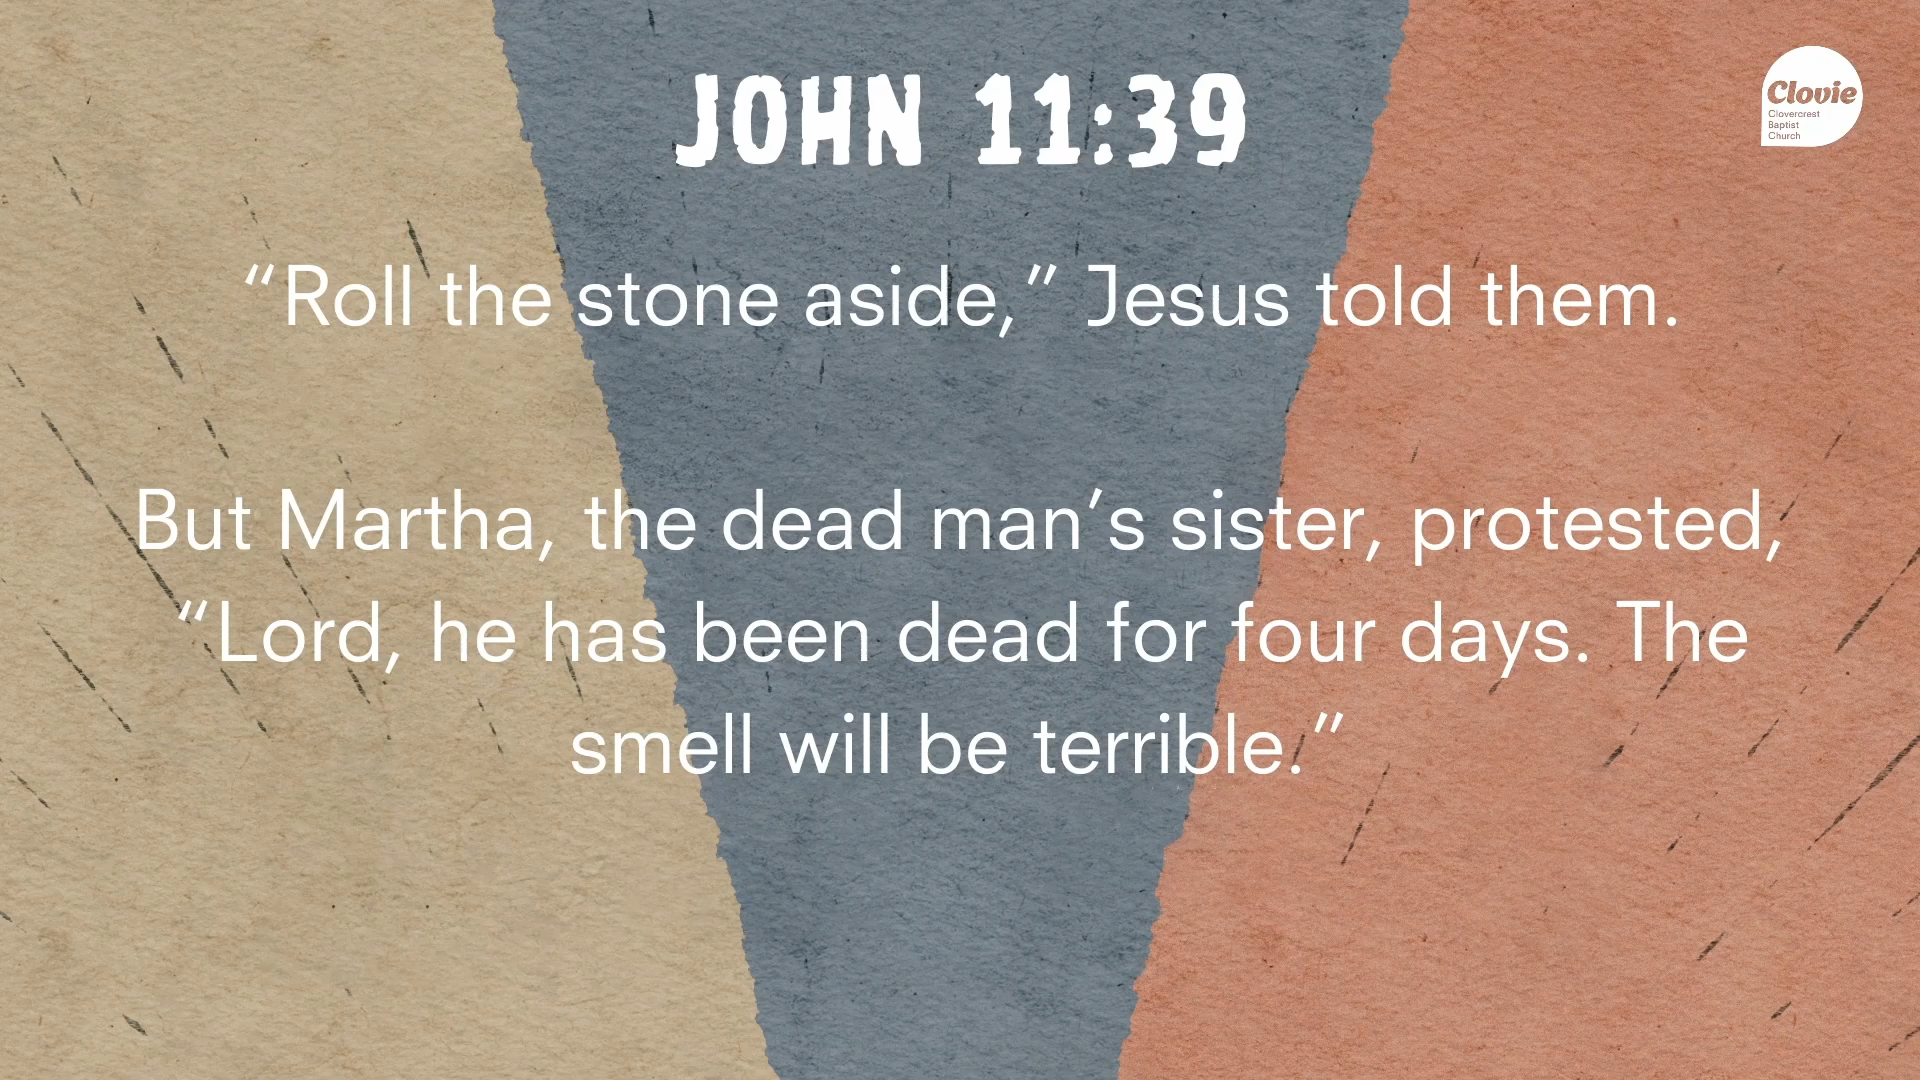 JOHN 11:39
Clovie
Clovercrest
Baptist
Church
“Roll the stone aside,” Jesus told them.
But Martha, the dead man’s sister, protested,
“Lord, he has been dead for four days. The
smell will be terrible.”